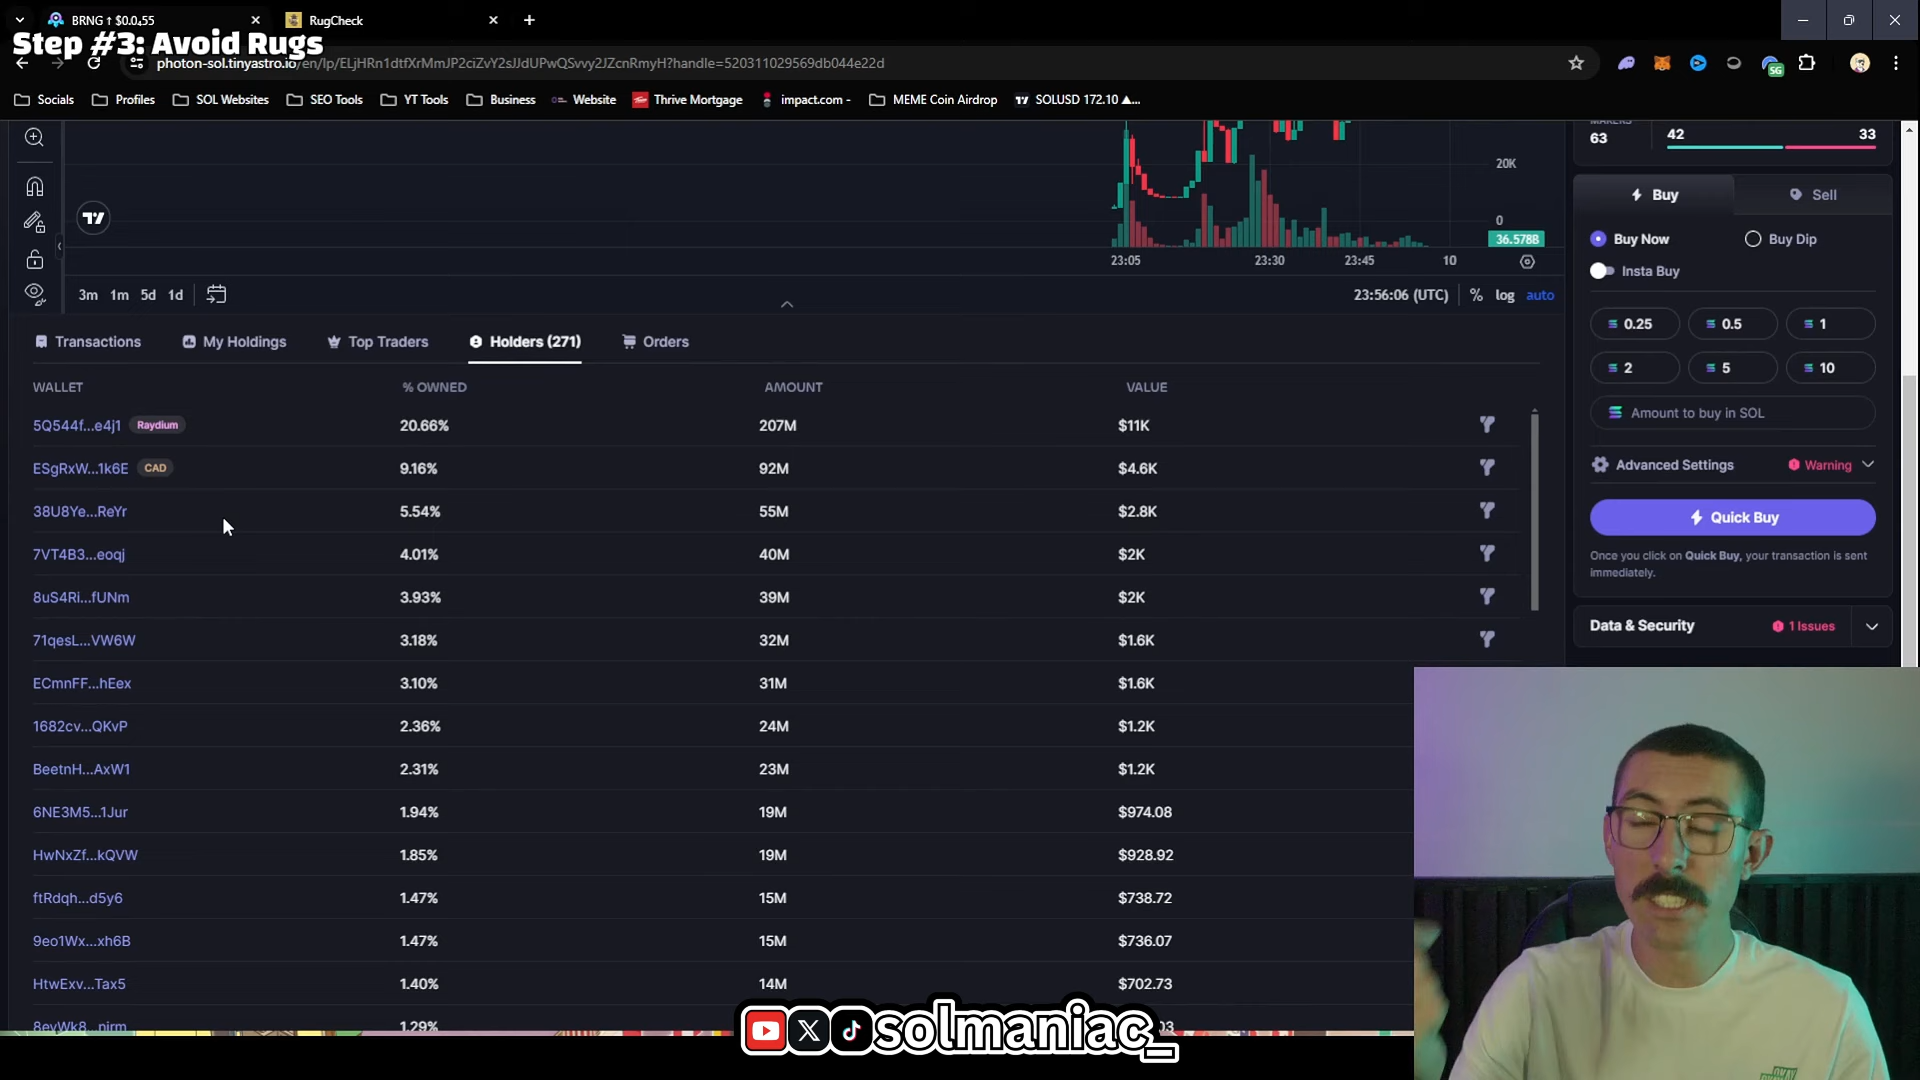 BRNG ↑ $0.0₄55
RugCheck
Step #3: Avoid Rugs
photon-sol.tinyastro.io/en/lp/ELjHRn1dtfXrMmJP2ciZvY2sJJdUPwQSvvy2JZcnRmyH?handle=520311029569db044e22d
Socials Profiles SOL Websites SEO Tools YT Tools Business Website Thrive Mortgage impact.com - MEME Coin Airdrop SOLUSD 172.10 ▲...
SG
MAKERS
63
42 33
20K
0
36.578B
23:05 23:30 23:45 10
3m 1m 5d 1d
23:56:06 (UTC) % log auto
Transactions My Holdings Top Traders Holders (271) Orders
WALLET % OWNED AMOUNT VALUE
5Q544f...e4j1 Raydium 20.66% 207M $11K
ESgRxW...1k6E CAD 9.16% 92M $4.6K
38U8Ye...ReYr 5.54% 55M $2.8K
7VT4B3...eoqj 4.01% 40M $2K
8uS4Ri...fUNm 3.93% 39M $2K
71qesL...VW6W 3.18% 32M $1.6K
ECmnFF...hEex 3.10% 31M $1.6K
1682cv...QKvP 2.36% 24M $1.2K
BeetnH...AxW1 2.31% 23M $1.2K
6NE3M5...1Jur 1.94% 19M $974.08
HwNxZf...kQVW 1.85% 19M $928.92
ftRdqh...d5y6 1.47% 15M $738.72
9eo1Wx...xh6B 1.47% 15M $736.07
HtwExv...Tax5 1.40% 14M $702.73
8evWk8...pirm 1.29%
Buy Sell
Buy Now Buy Dip
Insta Buy
0.25 0.5 1
2 5 10
Amount to buy in SOL
Advanced Settings Warning
Quick Buy
Once you click on Quick Buy, your transaction is sent
immediately.
Data & Security 1 Issues
solmaniac_